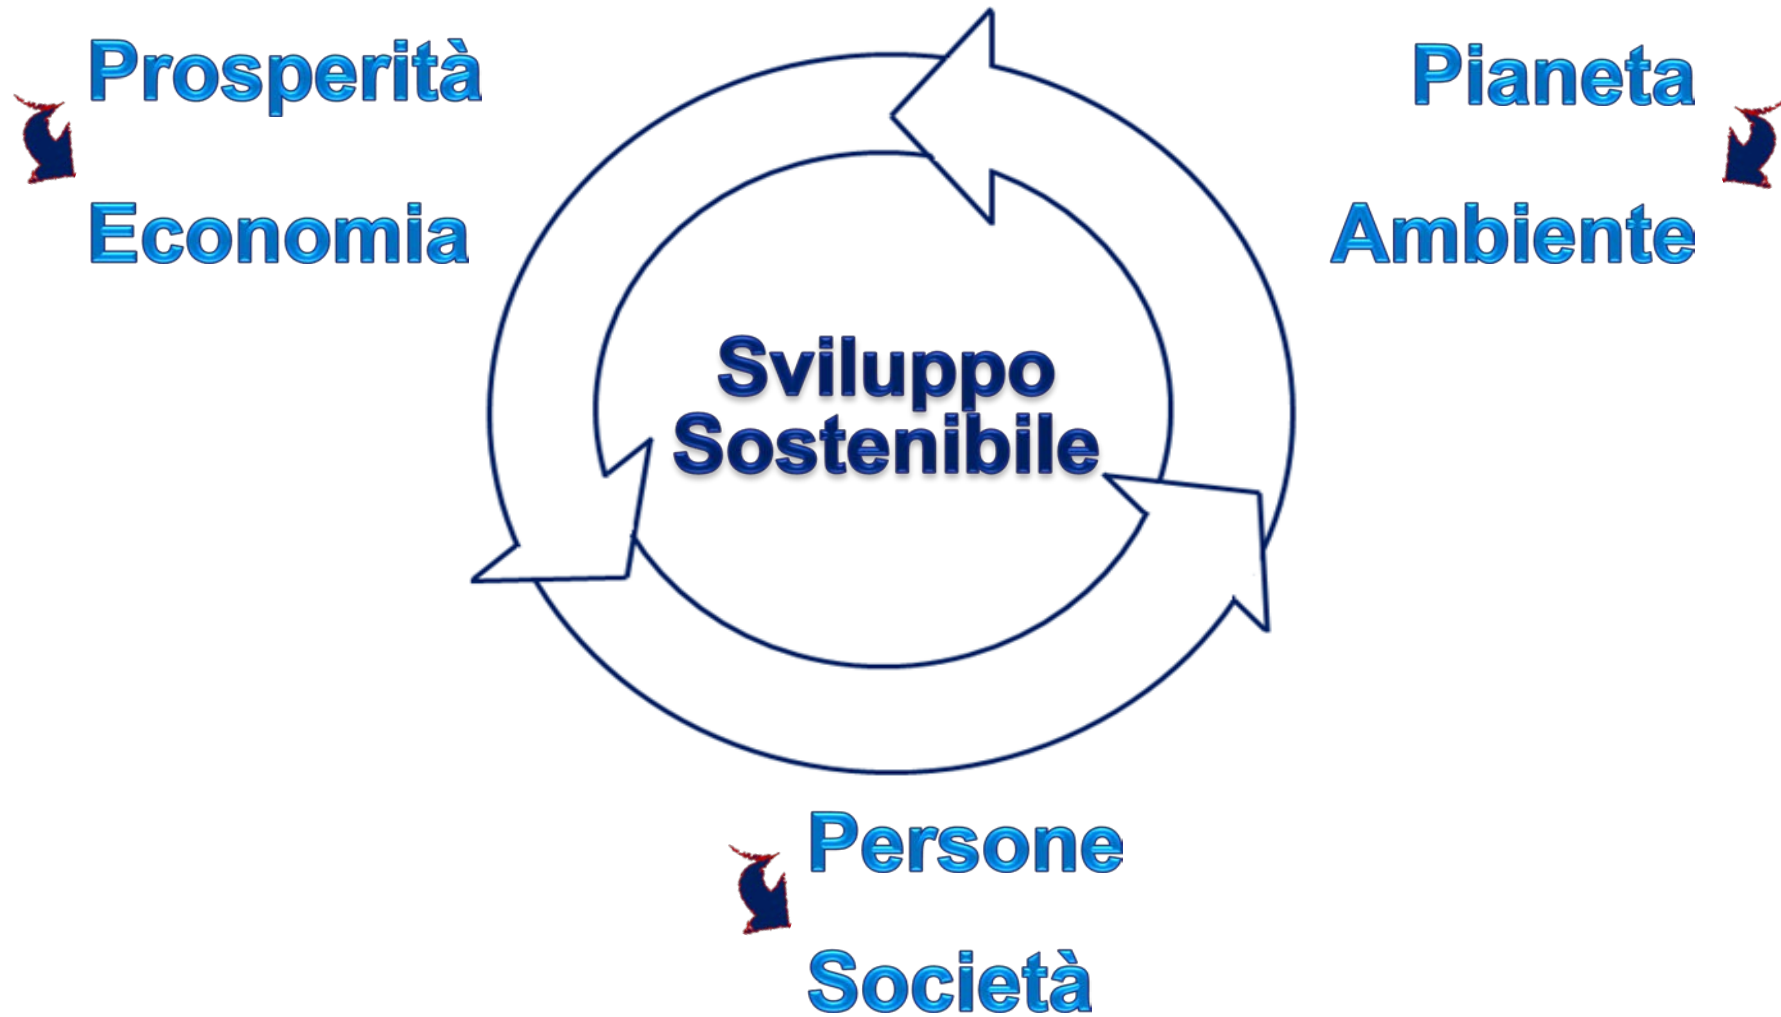 Prosperità
Economia
Pianeta
Ambiente
Sviluppo
Sostenibile
Persone
Società